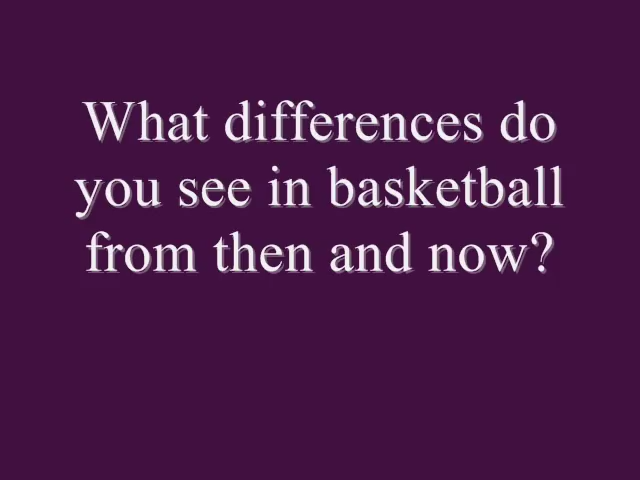 What differences do
you see in basketball
from then and now?